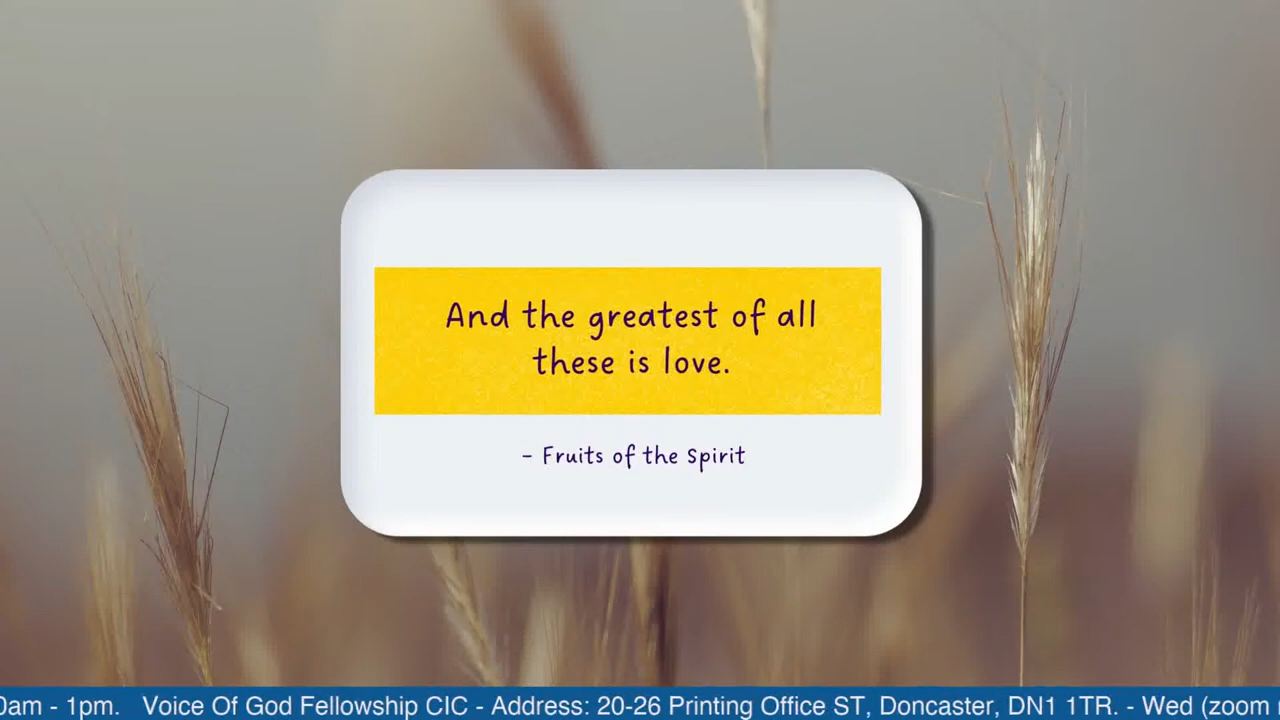 And the greatest of all
these is love.
- Fruits of the Spirit
am - 1pm. Voice Of God Fellowship CIC - Address: 20-26 Printing Office ST, Doncaster, DN1 1TR. - Wed (zoom